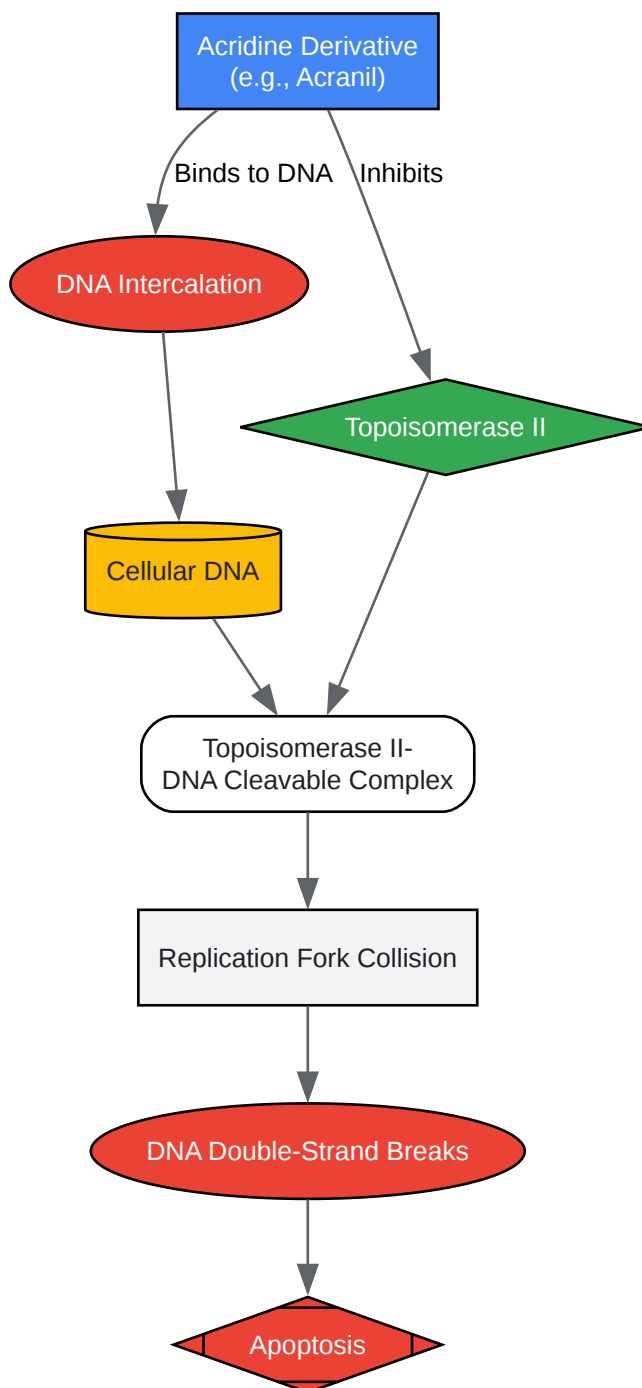 Acridine Derivative
(e.g., Acranil)
Binds to DNA
Inhibits
DNA Intercalation
Topoisomerase II
Cellular DNA
Topoisomerase II-
DNA Cleavable Complex
Replication Fork Collision
DNA Double-Strand Breaks
Apoptosis